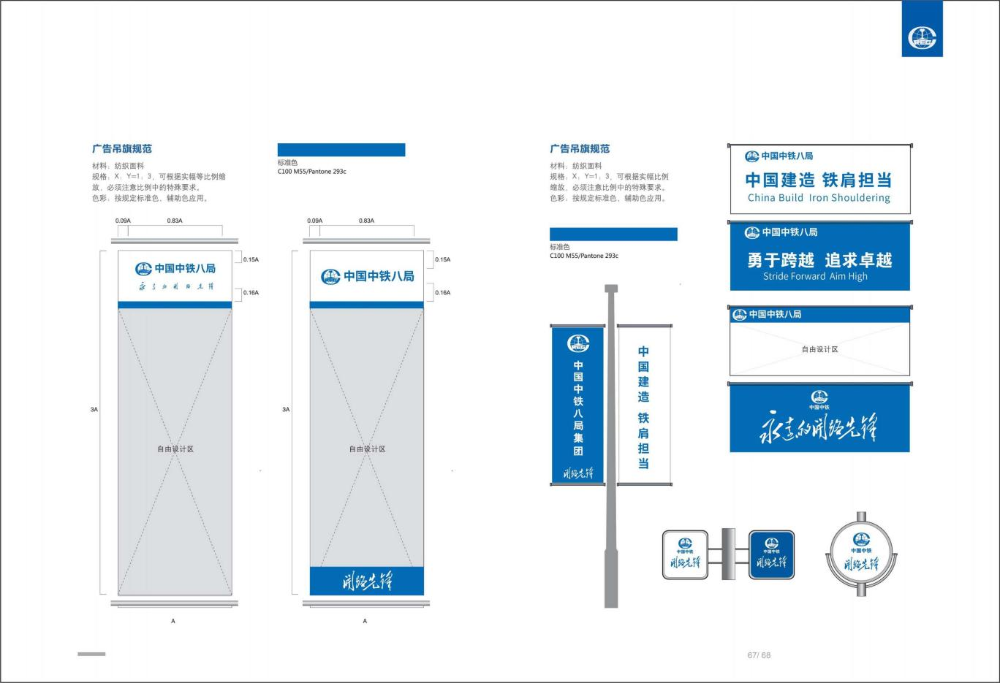 CREG
广告吊旗规范
材料：纺织面料
规格：X：Y=1：3，可根据实幅等比例缩
放，必须注意比例中的特殊要求。
色彩：按规定标准色、辅助色应用。
标准色
C100 M55/Pantone 293c
0.09A
0.83A
中国中铁八局
永远的开路先锋
0.15A
0.16A
3A
自由设计区
A
0.09A
0.83A
中国中铁八局
0.15A
0.16A
3A
自由设计区
开路先锋
A
广告吊旗规范
材料：纺织面料
规格：X：Y=1：3，可根据实幅比例
缩放，必须注意比例中的特殊要求。
色彩：按规定标准色、辅助色应用。
标准色
C100 M55/Pantone 293c
中国中铁八局集团
开路先锋
中国建造 铁肩担当
中国中铁八局
中国建造 铁肩担当
China Build Iron Shouldering
中国中铁八局
勇于跨越 追求卓越
Stride Forward Aim High
中国中铁八局
自由设计区
中国中铁
永远的开路先锋
中国中铁
开路先锋
中国中铁
开路先锋
中国中铁
开路先锋
67/ 68